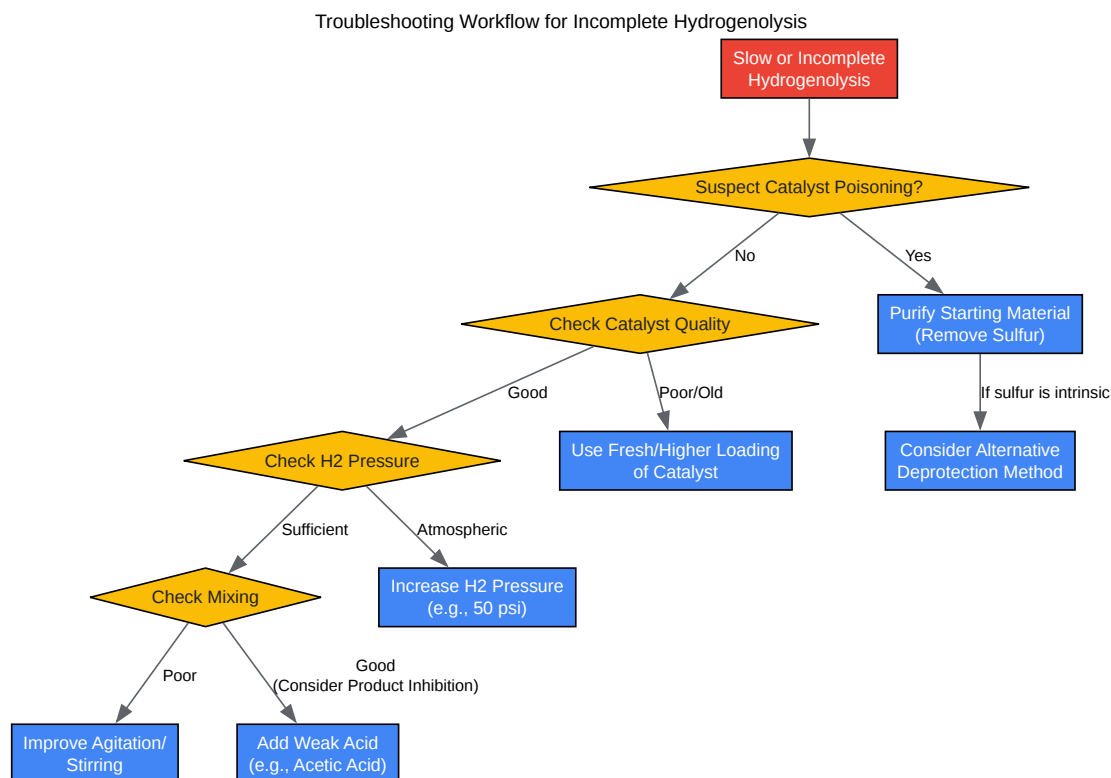 Troubleshooting Workflow for Incomplete Hydrogenolysis
Slow or Incomplete
Hydrogenolysis
Suspect Catalyst Poisoning?
No
Yes
Check Catalyst Quality
Purify Starting Material
(Remove Sulfur)
Good
Poor/Old
If sulfur is intrinsic
Check H2 Pressure
Use Fresh/Higher Loading
of Catalyst
Consider Alternative
Deprotection Method
Sufficient
Atmospheric
Check Mixing
Increase H2 Pressure
(e.g., 50 psi)
Poor
Good
(Consider Product Inhibition)
Improve Agitation/
Stirring
Add Weak Acid
(e.g., Acetic Acid)